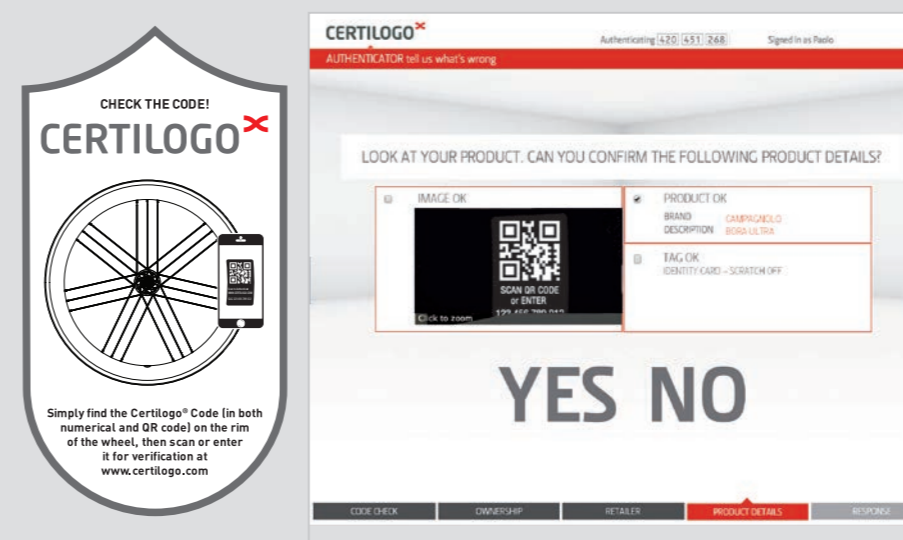 CHECK THE CODE!
CERTILOGO
Simply find the Certilogo® Code (in both
numerical and QR code) on the rim
of the wheel, then scan or enter
it for verification at
www.certilogo.com
CERTILOGO
Authenticating 420 451 268
Signed in as Paolo
AUTHENTICATOR tell us what's wrong
LOOK AT YOUR PRODUCT. CAN YOU CONFIRM THE FOLLOWING PRODUCT DETAILS?
IMAGE OK
SCAN QR CODE
or ENTER
123 456 789 012
Click to zoom
PRODUCT OK
BRAND CAMPAGNOLO
DESCRIPTION BORA ULTRA
TAG OK
IDENTITY CARD – SCRATCH OFF
YES NO
CODE CHECK
OWNERSHIP
RETAILER
PRODUCT DETAILS
RESPONSE